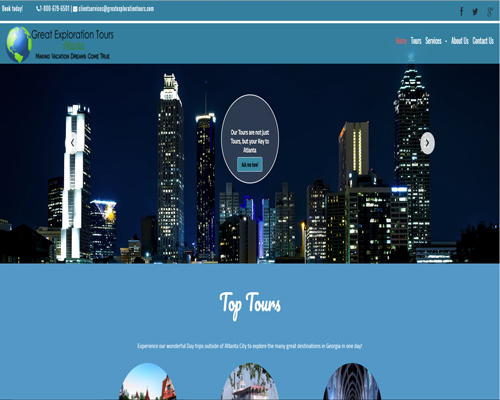 Book today!
1-800-679-6501 | clientservices@greatexplorationtours.com
Great Exploration Tours
Making Vacation Dreams Come True
Home Tours Services About Us Contact Us
Our Tours are not just
Tours, but your Key to
Atlanta
Ask me how!
Top Tours
Experience our wonderful Day trips outside of Atlanta City to explore the many great destinations in Georgia in one day!